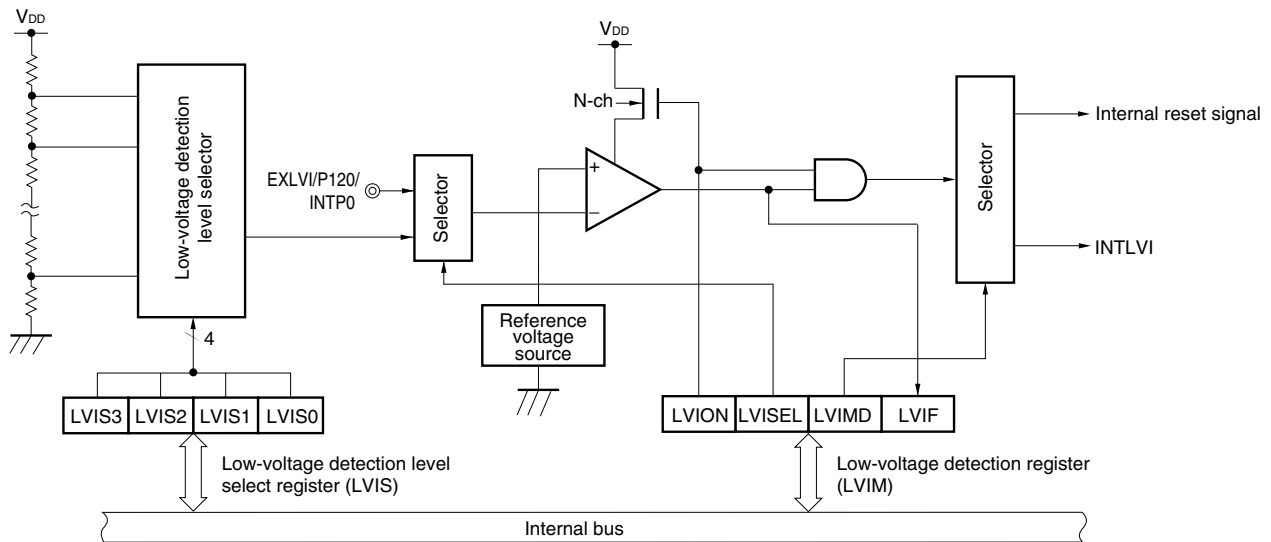 VDD
Low-voltage detection
level selector
4
LVIS3 LVIS2 LVIS1 LVIS0
Low-voltage detection level
select register (LVIS)
EXLVI/P120/
INTP0
Selector
VDD
N-ch
+
−
Reference
voltage
source
Selector
Internal reset signal
INTLVI
LVION LVISEL LVIMD LVIF
Low-voltage detection register
(LVIM)
Internal bus